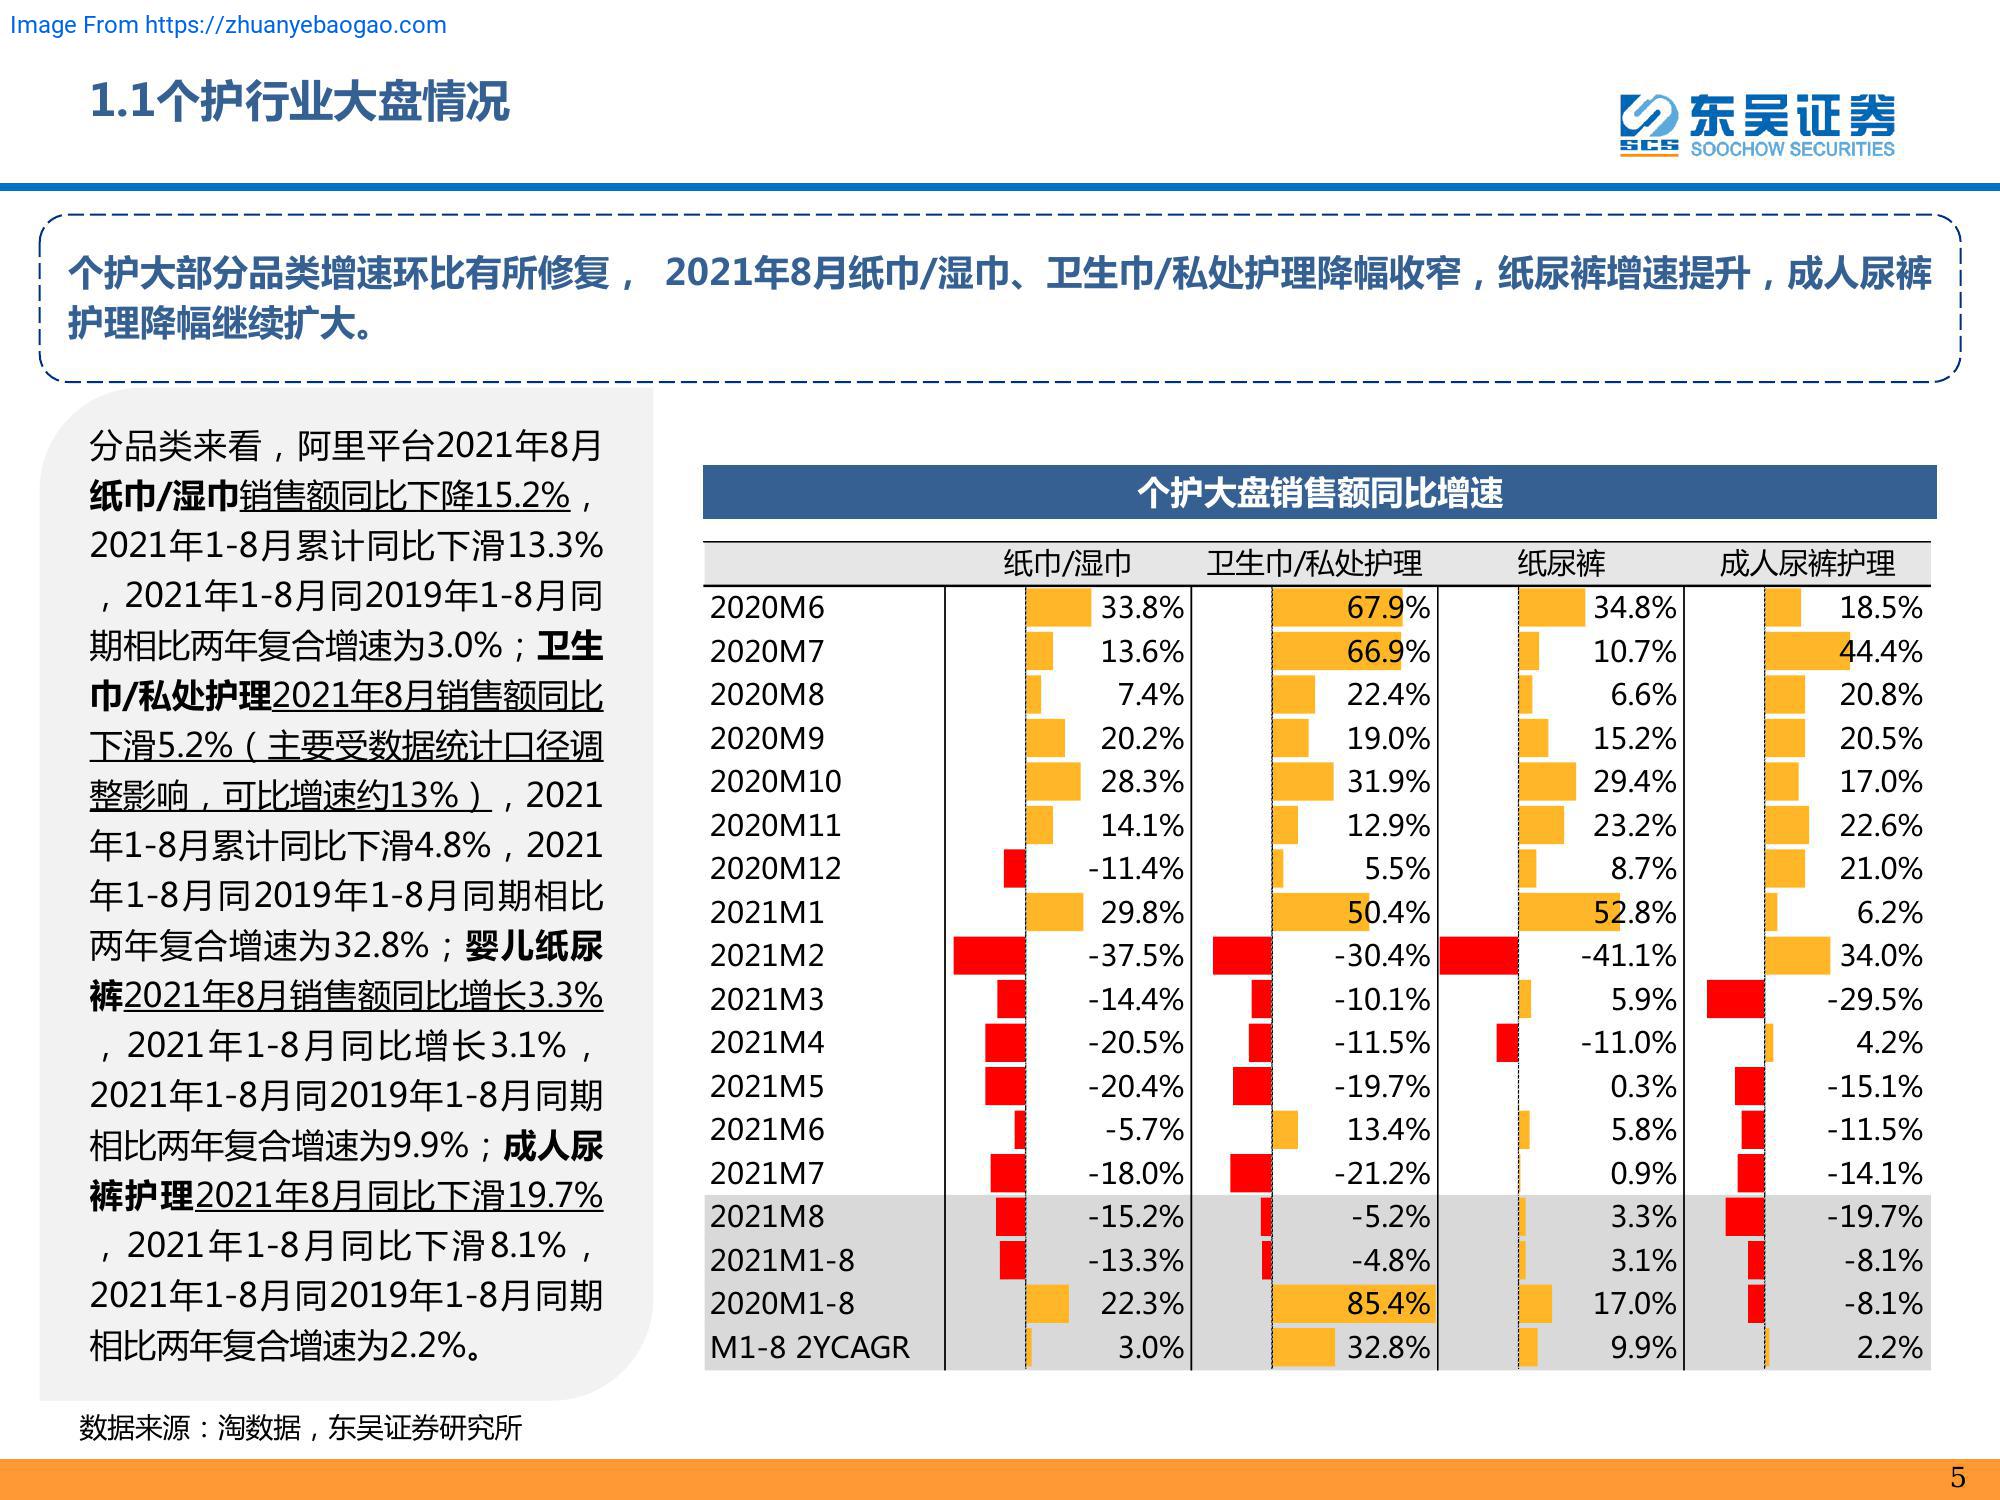 Image From https://zhuanyebaogao.com
1.1个护行业大盘情况
东吴证券
SCS
SOOCHOW SECURITIES
个护大部分品类增速环比有所修复， 2021年8月纸巾/湿巾、卫生巾/私处护理降幅收窄，纸尿裤增速提升，成人尿裤
护理降幅继续扩大。
分品类来看，阿里平台2021年8月
纸巾/湿巾销售额同比下降15.2%，
2021年1-8月累计同比下滑13.3%
，2021年1-8月同2019年1-8月同
期相比两年复合增速为3.0%；卫生
巾/私处护理2021年8月销售额同比
下滑5.2%（主要受数据统计口径调
整影响，可比增速约13%），2021
年1-8月累计同比下滑4.8%，2021
年1-8月同2019年1-8月同期相比
两年复合增速为32.8%；婴儿纸尿
裤2021年8月销售额同比增长3.3%
，2021年1-8月同比增长3.1%，
2021年1-8月同2019年1-8月同期
相比两年复合增速为9.9%；成人尿
裤护理2021年8月同比下滑19.7%
，2021年1-8月同比下滑8.1%，
2021年1-8月同2019年1-8月同期
相比两年复合增速为2.2%。
个护大盘销售额同比增速
纸巾/湿巾 卫生巾/私处护理 纸尿裤 成人尿裤护理
2020M6 33.8% 67.9% 34.8% 18.5%
2020M7 13.6% 66.9% 10.7% 44.4%
2020M8 7.4% 22.4% 6.6% 20.8%
2020M9 20.2% 19.0% 15.2% 20.5%
2020M10 28.3% 31.9% 29.4% 17.0%
2020M11 14.1% 12.9% 23.2% 22.6%
2020M12 -11.4% 5.5% 8.7% 21.0%
2021M1 29.8% 50.4% 52.8% 6.2%
2021M2 -37.5% -30.4% -41.1% 34.0%
2021M3 -14.4% -10.1% 5.9% -29.5%
2021M4 -20.5% -11.5% -11.0% 4.2%
2021M5 -20.4% -19.7% 0.3% -15.1%
2021M6 -5.7% 13.4% 5.8% -11.5%
2021M7 -18.0% -21.2% 0.9% -14.1%
2021M8 -15.2% -5.2% 3.3% -19.7%
2021M1-8 -13.3% -4.8% 3.1% -8.1%
2020M1-8 22.3% 85.4% 17.0% -8.1%
M1-8 2YCAGR 3.0% 32.8% 9.9% 2.2%
数据来源：淘数据，东吴证券研究所
5